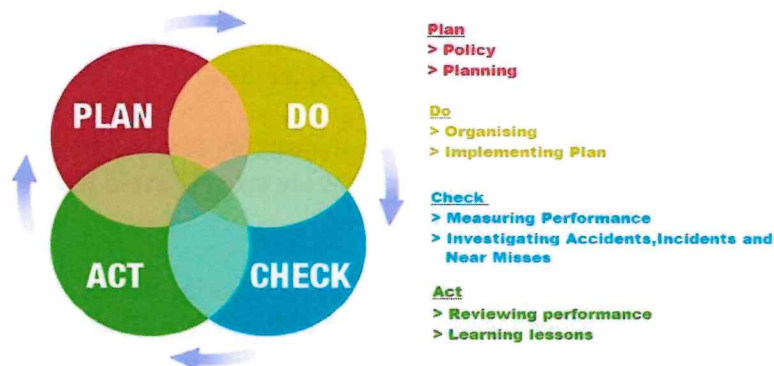 PLAN
DO
ACT
CHECK
Plan
> Policy
> Planning
Do
> Organising
> Implementing Plan
Check
> Measuring Performance
> Investigating Accidents,Incidents and
Near Misses
Act
> Reviewing performance
> Learning lessons